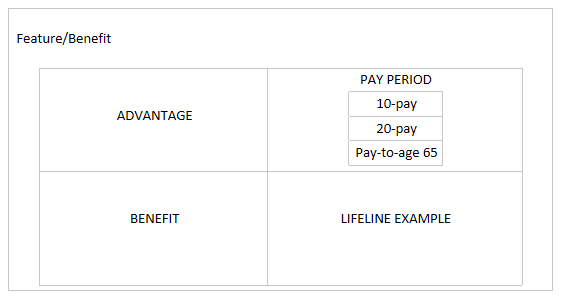 Feature/Benefit
ADVANTAGE
PAY PERIOD
10-pay
20-pay
Pay-to-age 65
BENEFIT
LIFELINE EXAMPLE